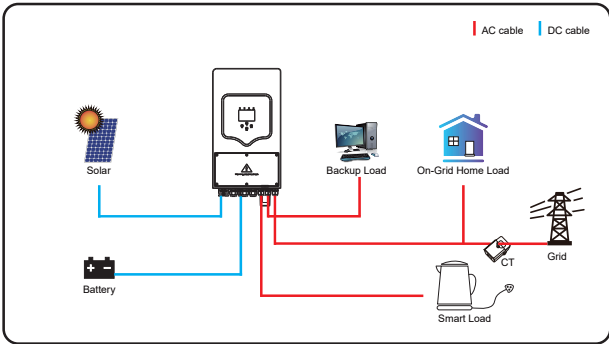 AC cable DC cable
Solar
Backup Load
On-Grid Home Load
CT
Grid
Battery
Smart Load